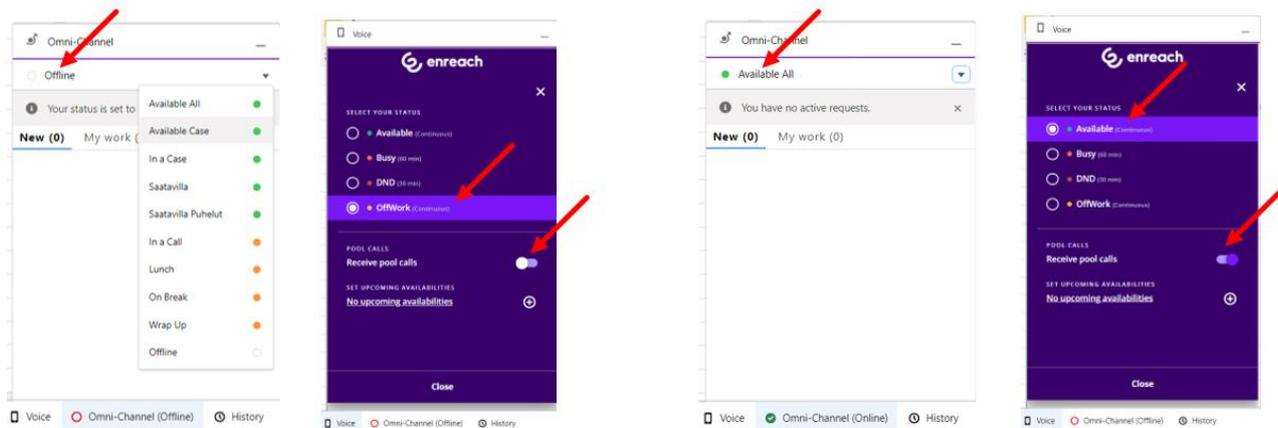 Omni-Channel
Offline
Your status is set to
New (0) My work (
Available All
Available Case
In a Case
Saatavilla
Saatavilla Puhelut
In a Call
Lunch
On Break
Wrap Up
Offline
Voice Omni-Channel (Offline) History
Voice
enreach
SELECT YOUR STATUS
Available (Continuous)
Busy (60 min)
DND (30 min)
OffWork (Continuous)
POOL CALLS
Receive pool calls
SET UPCOMING AVAILABILITIES
No upcoming availabilities
Close
Voice Omni-Channel (Offline) History
Omni-Channel
Available All
You have no active requests.
New (0) My work (0)
Voice Omni-Channel (Online) History
Voice
enreach
SELECT YOUR STATUS
Available (Continuous)
Busy (60 min)
DND (30 min)
OffWork (Continuous)
POOL CALLS
Receive pool calls
SET UPCOMING AVAILABILITIES
No upcoming availabilities
Close
Voice Omni-Channel (Offline) History